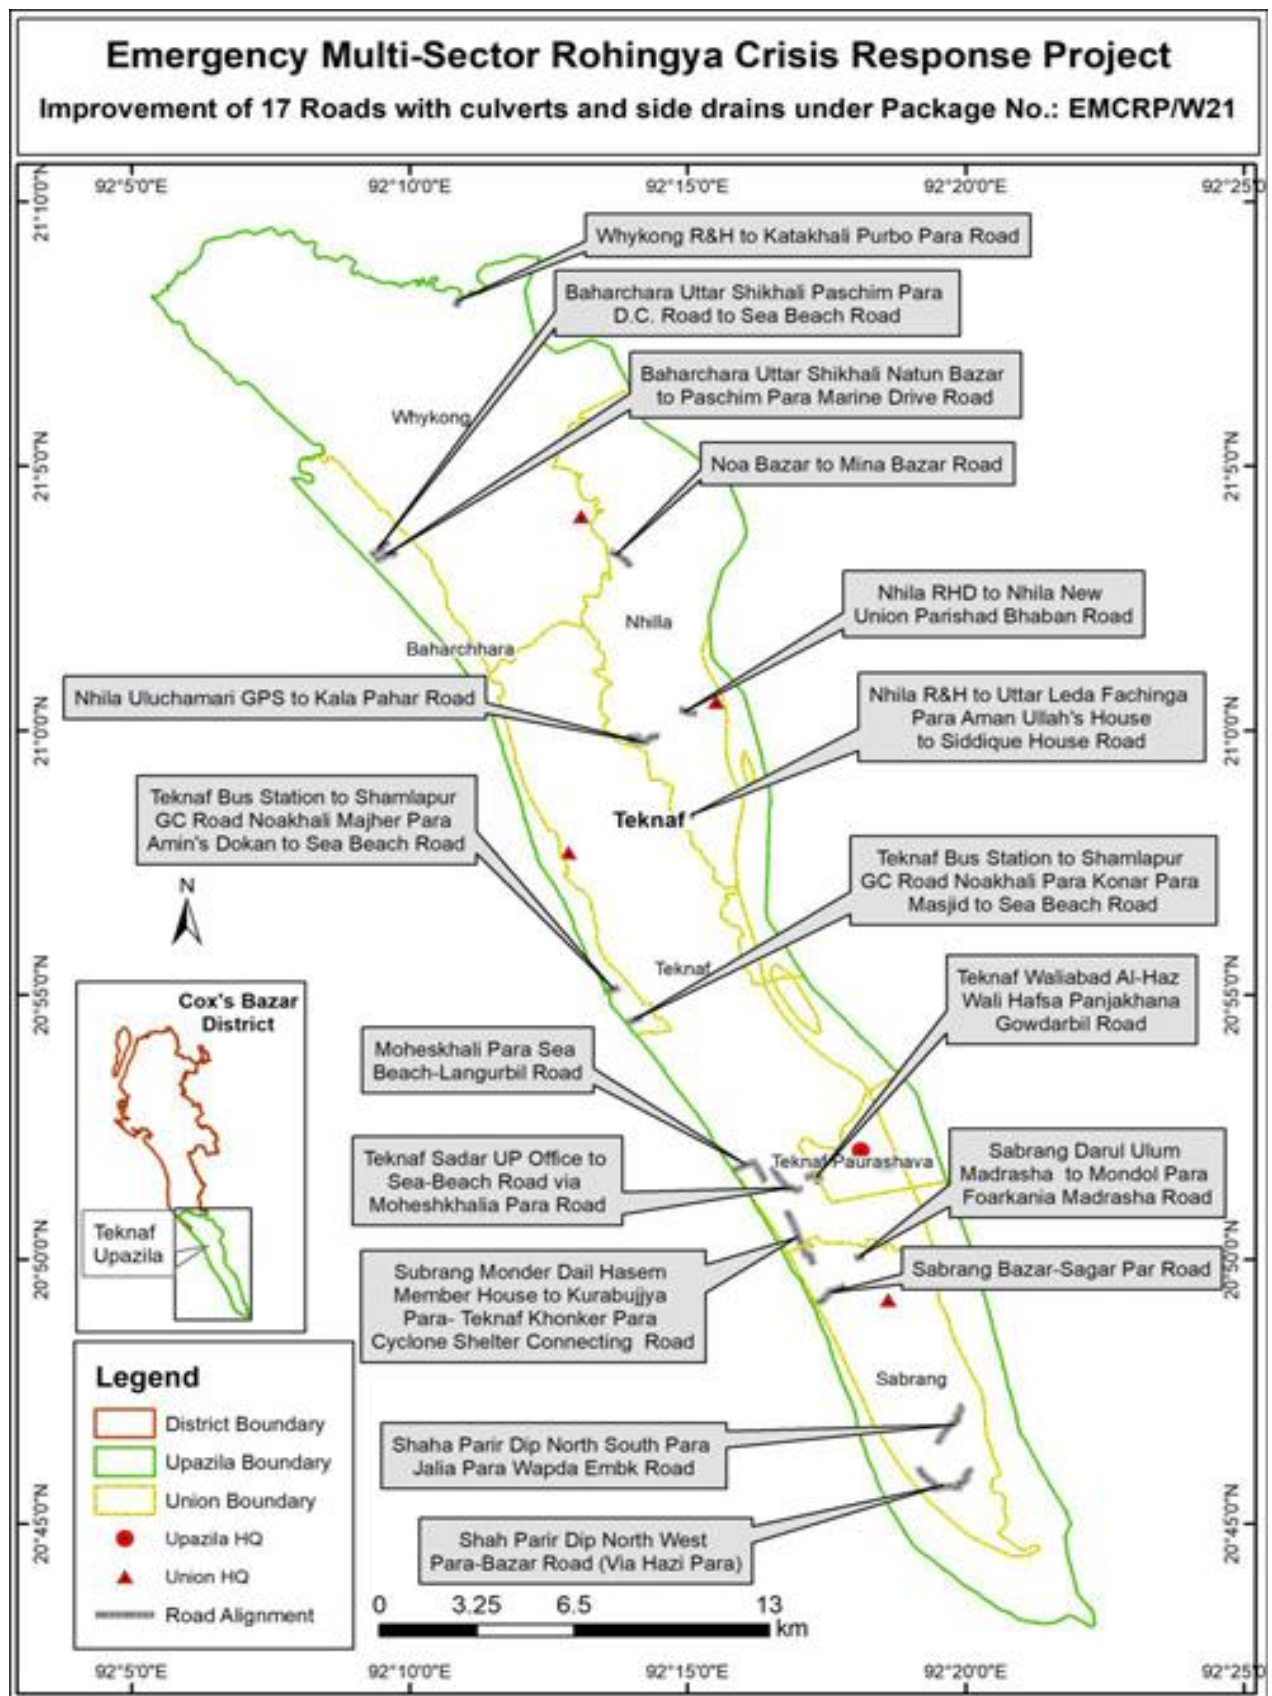 Emergency Multi-Sector Rohingya Crisis Response Project
Improvement of 17 Roads with culverts and side drains under Package No.: EMCRP/W21
92°5'0"E
92°10'0"E
92°15'0"E
92°20'0"E
92°25'0
21°10'0"N
Whykong R&H to Katakhali Purbo Para Road
Baharchara Uttar Shikhali Paschim Para
D.C. Road to Sea Beach Road
Baharchara Uttar Shikhali Natun Bazar
to Paschim Para Marine Drive Road
Whykong
Noa Bazar to Mina Bazar Road
21°5'0"N
21°5'0"N
Nhila RHD to Nhila New
Union Parishad Bhaban Road
Nhilla
Baharchhara
Nhila Uluchamari GPS to Kala Pahar Road
Nhila R&H to Uttar Leda Fachinga
Para Aman Ullah's House
to Siddique House Road
21°0'0"N
21°0'0"N
Teknaf Bus Station to Shamlapur
GC Road Noakhali Majher Para
Amin's Dokan to Sea Beach Road
Teknaf
Teknaf Bus Station to Shamlapur
GC Road Noakhali Para Konar Para
Masjid to Sea Beach Road
N
Teknaf
Teknaf Waliabad Al-Haz
Wali Hafsa Panjakhana
Gowdarbil Road
20°55'0"N
20°55'0"N
Cox's Bazar
District
Moheskhali Para Sea
Beach-Langurbil Road
Teknaf Sadar UP Office to
Sea-Beach Road via
Moheshkhalia Para Road
Teknaf Paurashava
Sabrang Darul Ulum
Madrasha to Mondol Para
Foarkania Madrasha Road
Teknaf
Upazila
20°50'0"N
20°50'0"N
Sabrang Bazar-Sagar Par Road
Subrang Monder Dail Hasem
Member House to Kurabujjya
Para- Teknaf Khonker Para
Cyclone Shelter Connecting Road
Sabrang
Legend
District Boundary
Upazila Boundary
Union Boundary
Upazila HQ
Union HQ
Road Alignment
Shaha Parir Dip North South Para
Jalia Para Wapda Embk Road
Shah Parir Dip North West
Para-Bazar Road (Via Hazi Para)
20°45'0"N
20°45'0"N
0 3.25 6.5 13
km
92°5'0"E
92°10'0"E
92°15'0"E
92°20'0"E
92°25'0